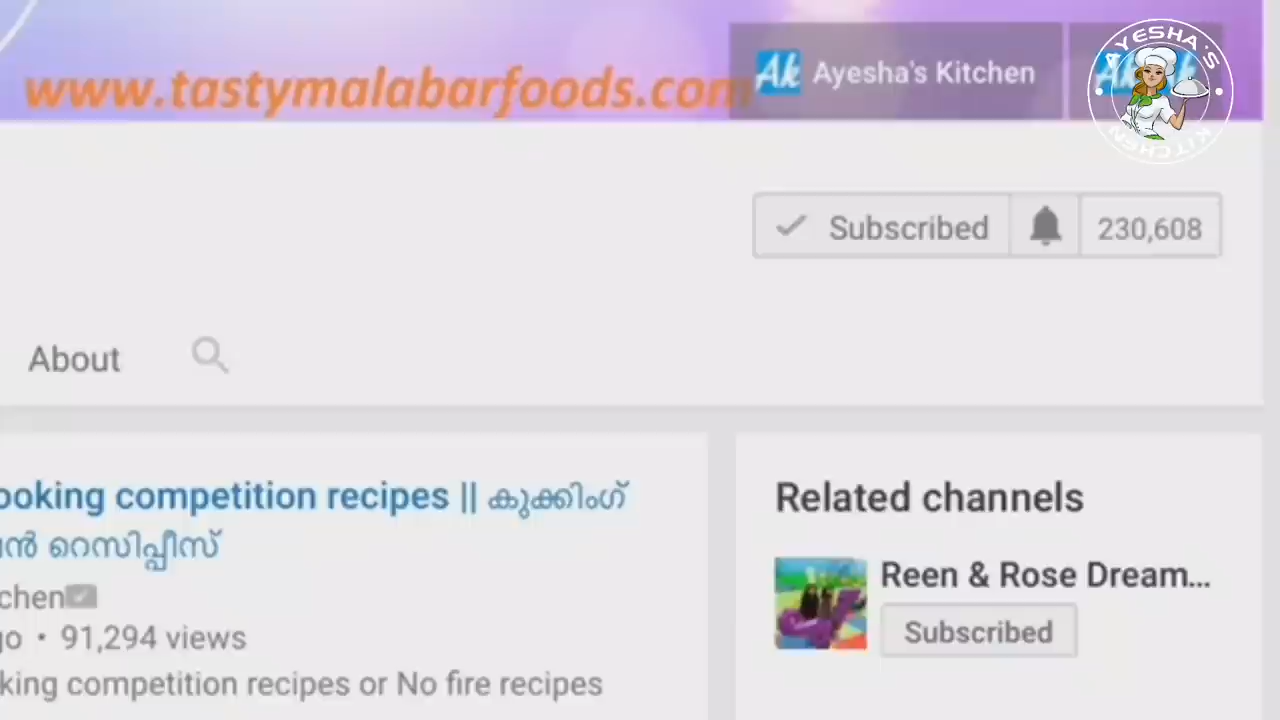 www.tastymalabarfoods.com
Ayesha's Kitchen
AYESHA'S
KITCHEN
Subscribed
230,608
About
ooking competition recipes || കുക്കിംഗ്
ൻ റെസിപ്പീസ്
chen
go • 91,294 views
king competition recipes or No fire recipes
Related channels
Reen & Rose Dream...
Subscribed